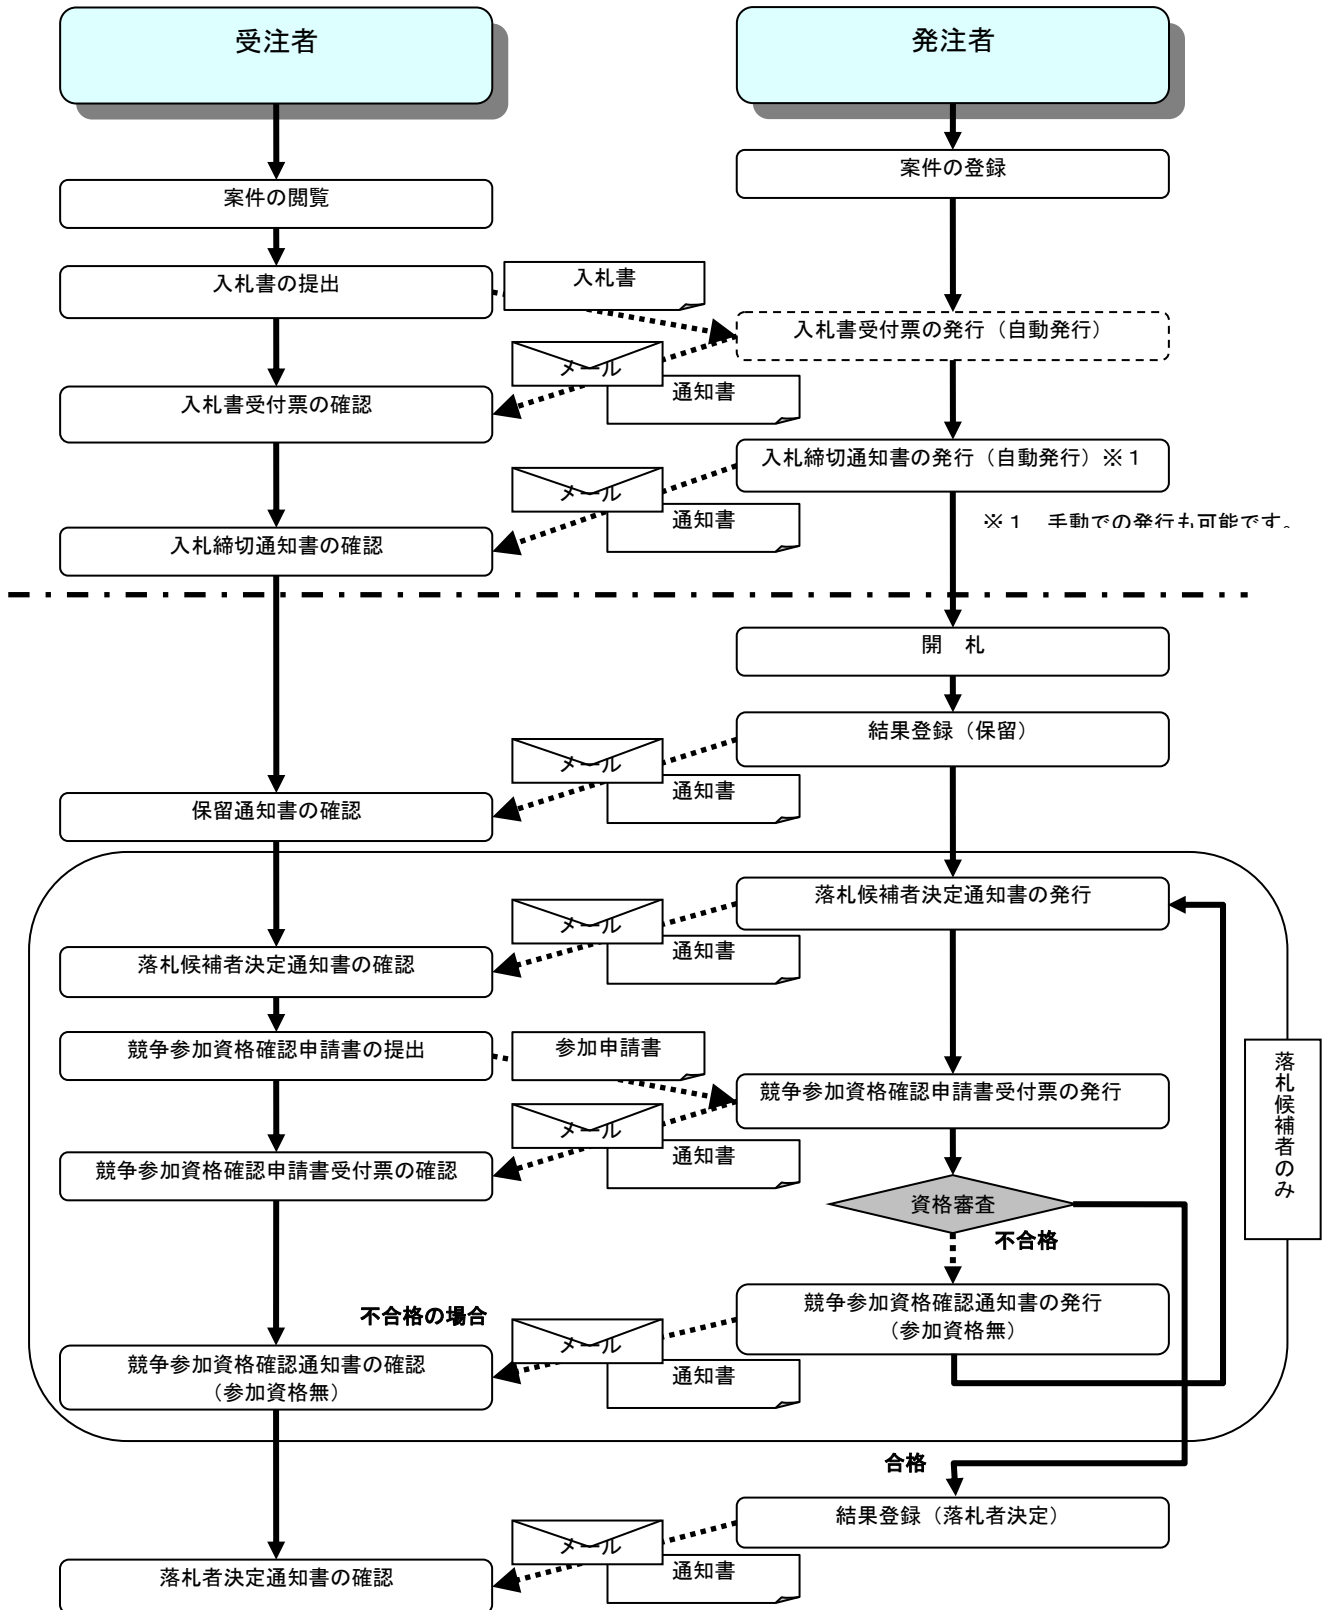 受注者
発注者
案件の登録
案件の閲覧
入札書の提出
入札書
入札書受付票の発行（自動発行）
メール
通知書
入札書受付票の確認
入札締切通知書の発行（自動発行）※１
メール
通知書
※１　手動での発行も可能です。
入札締切通知書の確認
開　札
結果登録（保留）
メール
通知書
保留通知書の確認
落札候補者決定通知書の発行
メール
通知書
落札候補者決定通知書の確認
競争参加資格確認申請書の提出
参加申請書
競争参加資格確認申請書受付票の発行
メール
通知書
競争参加資格確認申請書受付票の確認
落札候補者のみ
資格審査
不合格
競争参加資格確認通知書の発行
（参加資格無）
不合格の場合
メール
通知書
競争参加資格確認通知書の確認
（参加資格無）
合格
結果登録（落札者決定）
メール
通知書
落札者決定通知書の確認